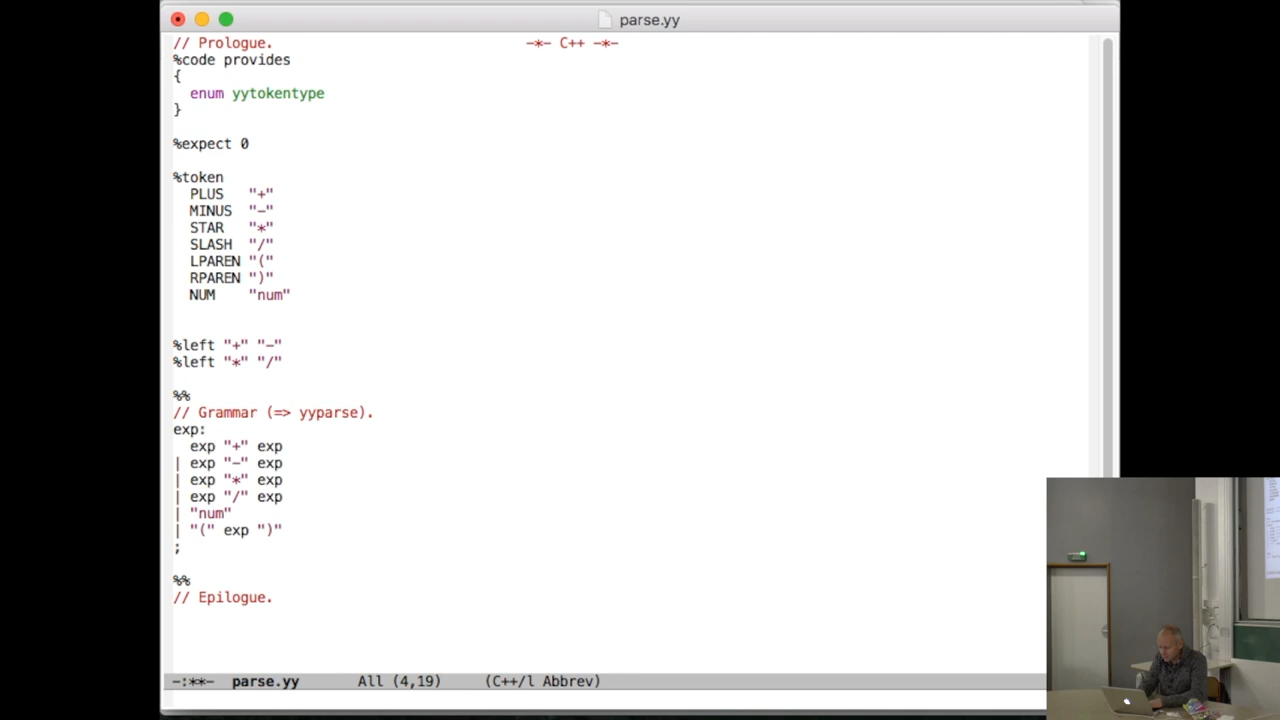 parse.yy
// Prologue. -*- C++ -*-
%code provides
{
  enum yytokentype
}

%expect 0

%token
  PLUS   "+"
  MINUS  "-"
  STAR   "*"
  SLASH  "/"
  LPAREN "("
  RPAREN ")"
  NUM    "num"

%left "+" "-"
%left "*" "/"

%%
// Grammar (=> yyparse).
exp:
  exp "+" exp
| exp "-" exp
| exp "*" exp
| exp "/" exp
| "num"
| "(" exp ")"
;

%%
// Epilogue.
-:**-  parse.yy       All (4,19)     (C++/l Abbrev)